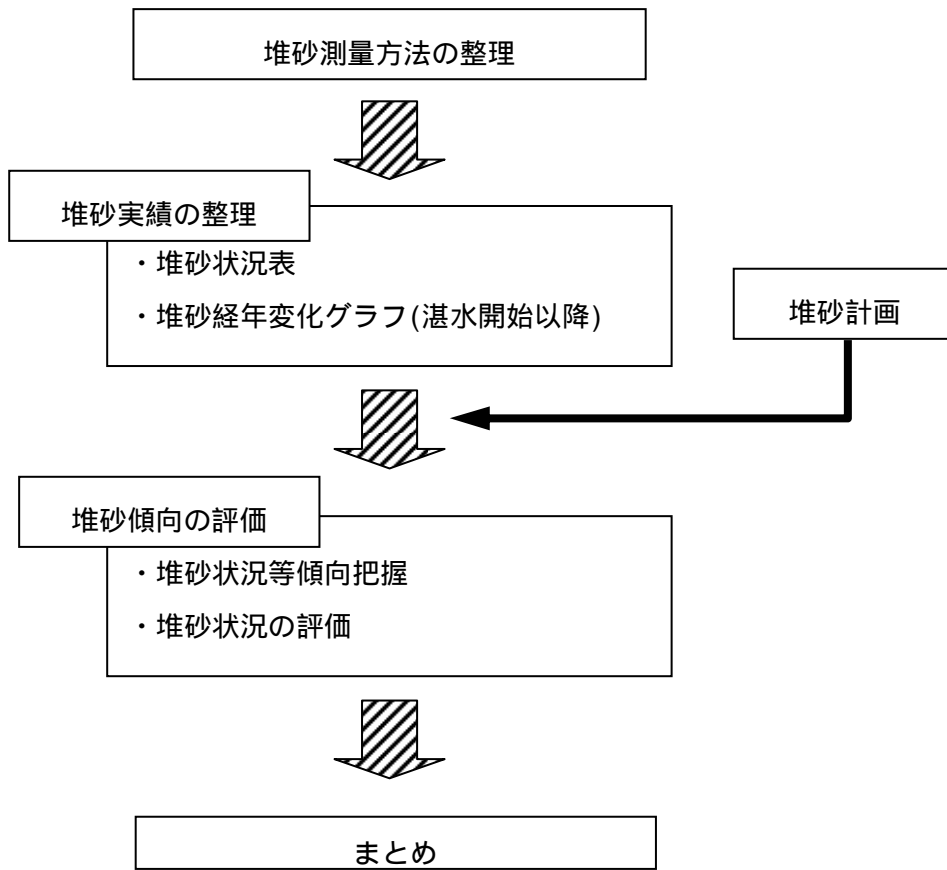 堆砂測量方法の整理
堆砂実績の整理
・堆砂状況表
・堆砂経年変化グラフ(湛水開始以降)
堆砂計画
堆砂傾向の評価
・堆砂状況等傾向把握
・堆砂状況の評価
まとめ